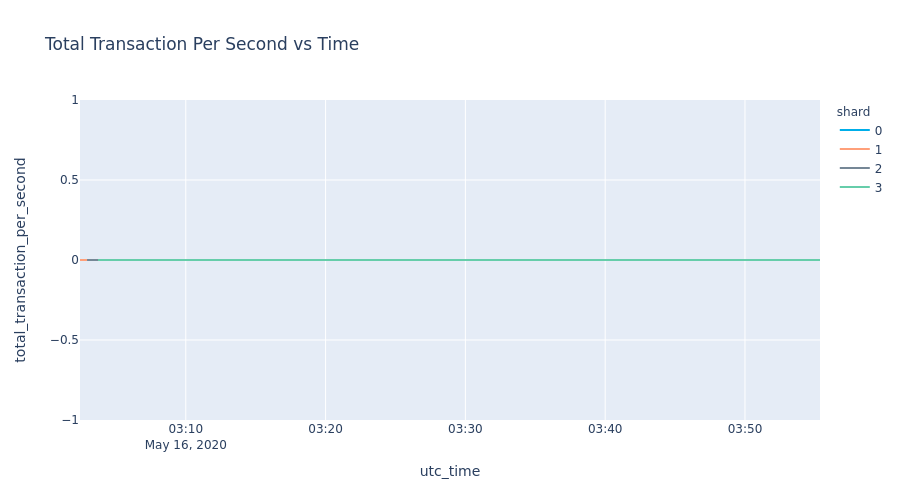 Total Transaction Per Second vs Time
total_transaction_per_second
1
0.5
0
−0.5
−1
03:10
May 16, 2020
03:20
03:30
03:40
03:50
utc_time
shard
0
1
2
3